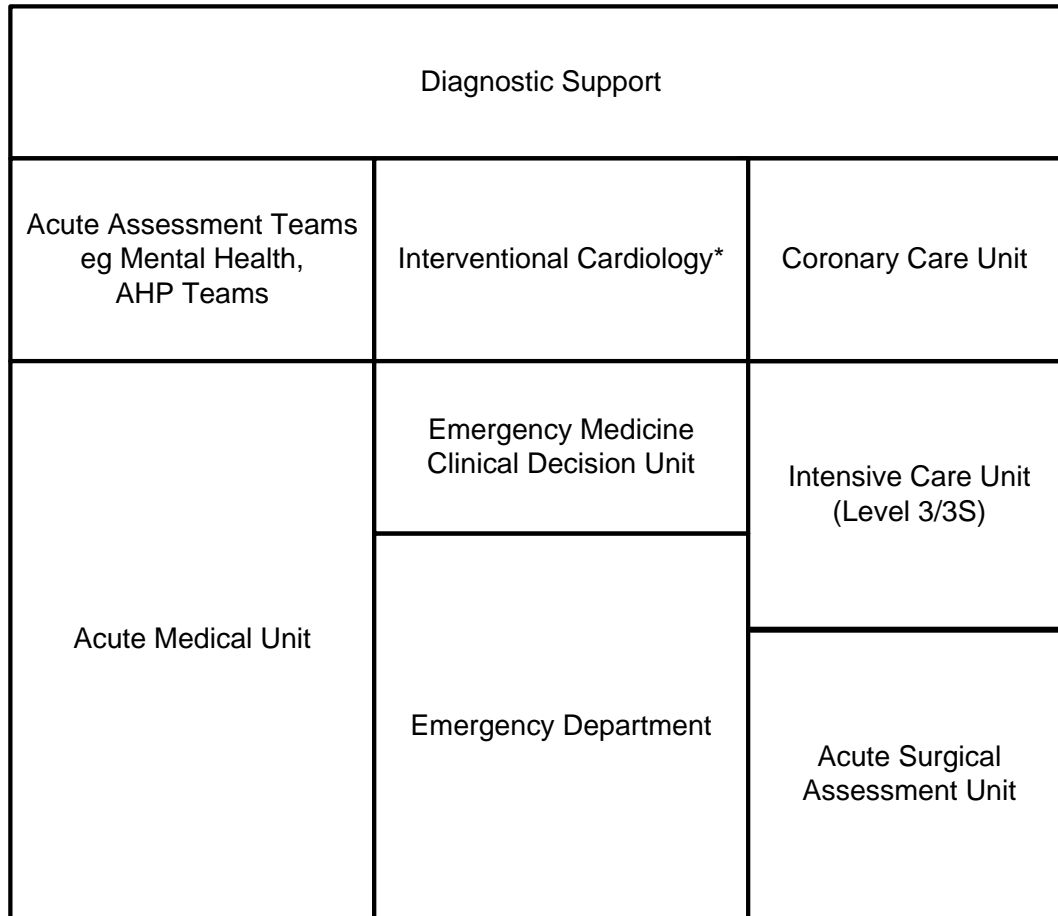 Diagnostic Support
Acute Assessment Teams
eg Mental Health,
AHP Teams
Interventional Cardiology*
Coronary Care Unit
Emergency Medicine
Clinical Decision Unit
Intensive Care Unit
(Level 3/3S)
Acute Medical Unit
Emergency Department
Acute Surgical
Assessment Unit